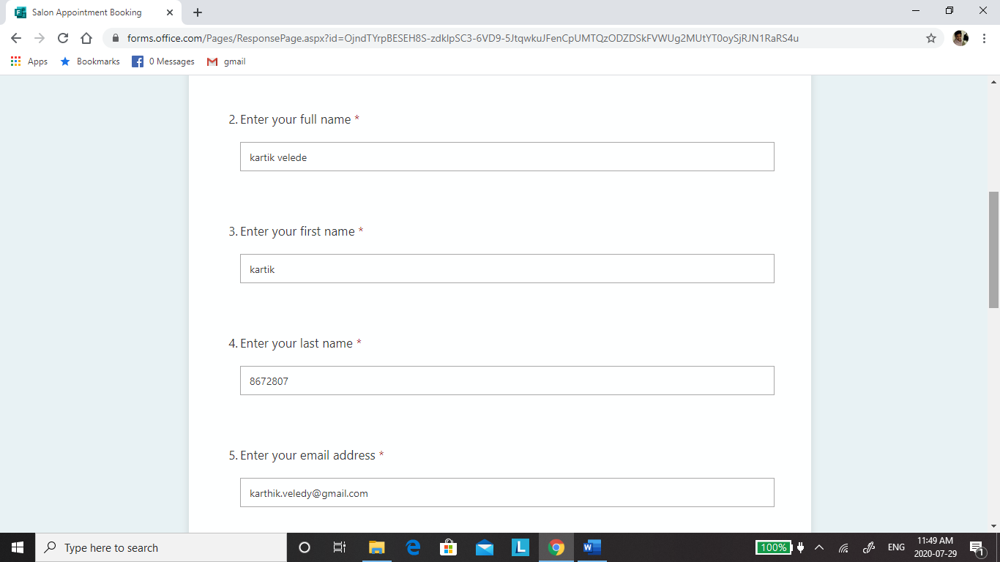 Salon Appointment Booking
forms.office.com/Pages/ResponsePage.aspx?id=OjndTYrpBESEH8S-zdklpSC3-6VD9-5JtqwkuJFenCpUMTQzODZDSkFVWUg2MUtYT0oySjRJN1RaRS4u
Apps Bookmarks 0 Messages gmail
2. Enter your full name *
kartik velede
3. Enter your first name *
kartik
4. Enter your last name *
8672807
5. Enter your email address *
karthik.veledy@gmail.com
Type here to search
100%
ENG
11:49 AM
2020-07-29
1